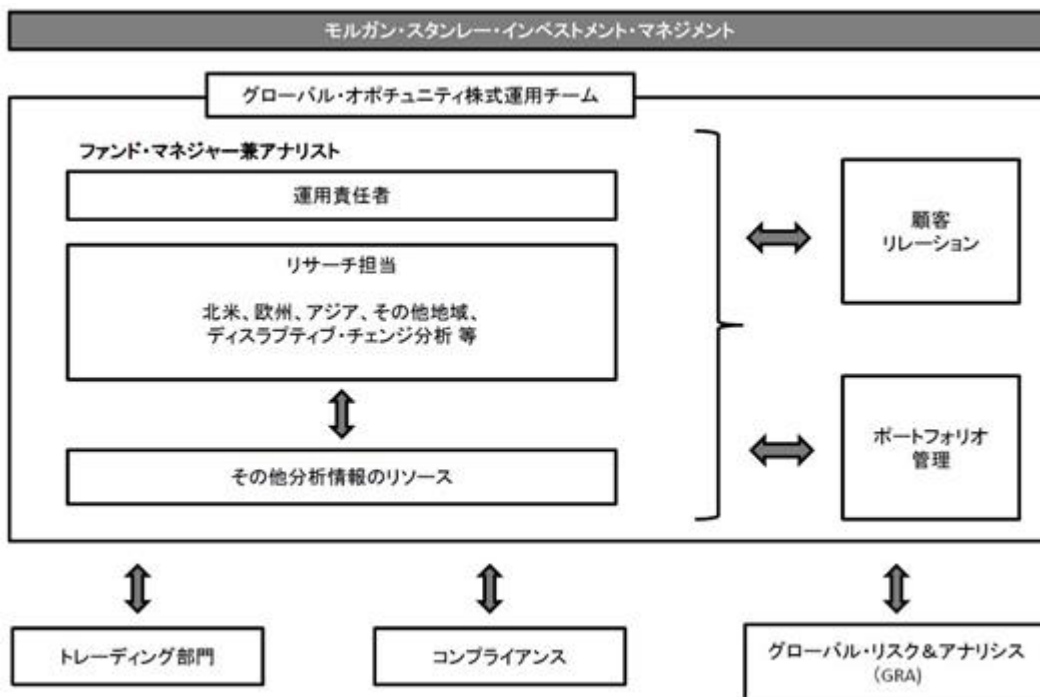 モルガン・スタンレー・インベストメント・マネジメント
グローバル・オポチュニティ株式運用チーム
ファンド・マネジャー兼アナリスト
運用責任者
リサーチ担当
北米、欧州、アジア、その他地域、
ディスラプティブ・チェンジ分析 等
その他分析情報のリソース
顧客
リレーション
ポートフォリオ
管理
トレーディング部門
コンプライアンス
グローバル・リスク&アナリシス
(GRA)